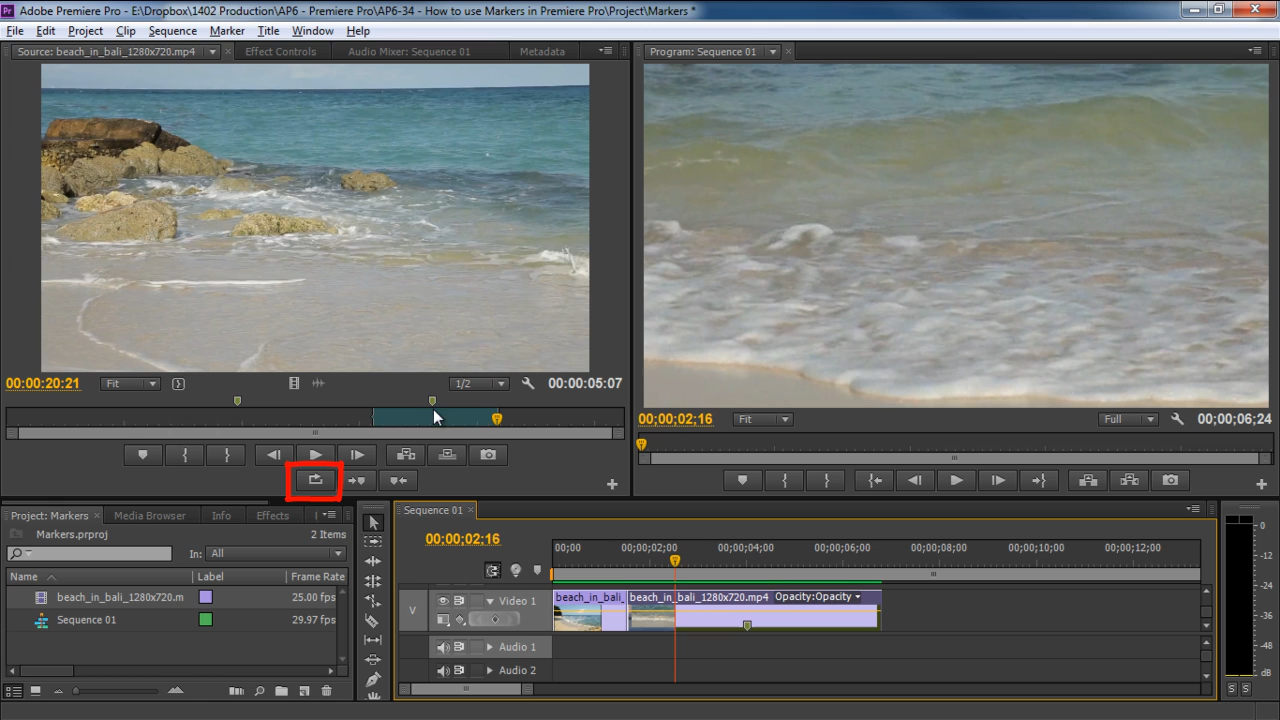 Pr Adobe Premiere Pro - E:\Dropbox\1402 Production\AP6\AP6-34 - How to use Markers in Premiere Pro\Project\Markers *
File Edit Project Clip Sequence Marker Title Window Help
Source: beach_in_bali_1280x720.mp4 Effect Controls Audio Mixer: Sequence 01 Metadata
Program: Sequence 01
00:00:20:21 Fit 1/2 00:00:05:07
00;00;02;16 Fit Full 00;00;06;24
Project: Markers Media Browser Info Effects
Markers.prproj 2 Items
In: All
Name Label Frame Rate
beach_in_bali_1280x720.m 25.00 fps
Sequence 01 29.97 fps
Sequence 01
00;00;02;16
00;00 00;00;02;00 00;00;04;00 00;00;06;00 00;00;08;00 00;00;10;00 00;00;12;00
V Video 1 beach_in_bali_ beach_in_bali_1280x720.mp4 Opacity:Opacity
Audio 1
Audio 2
0
-12
-24
-36
-48
dB
S S